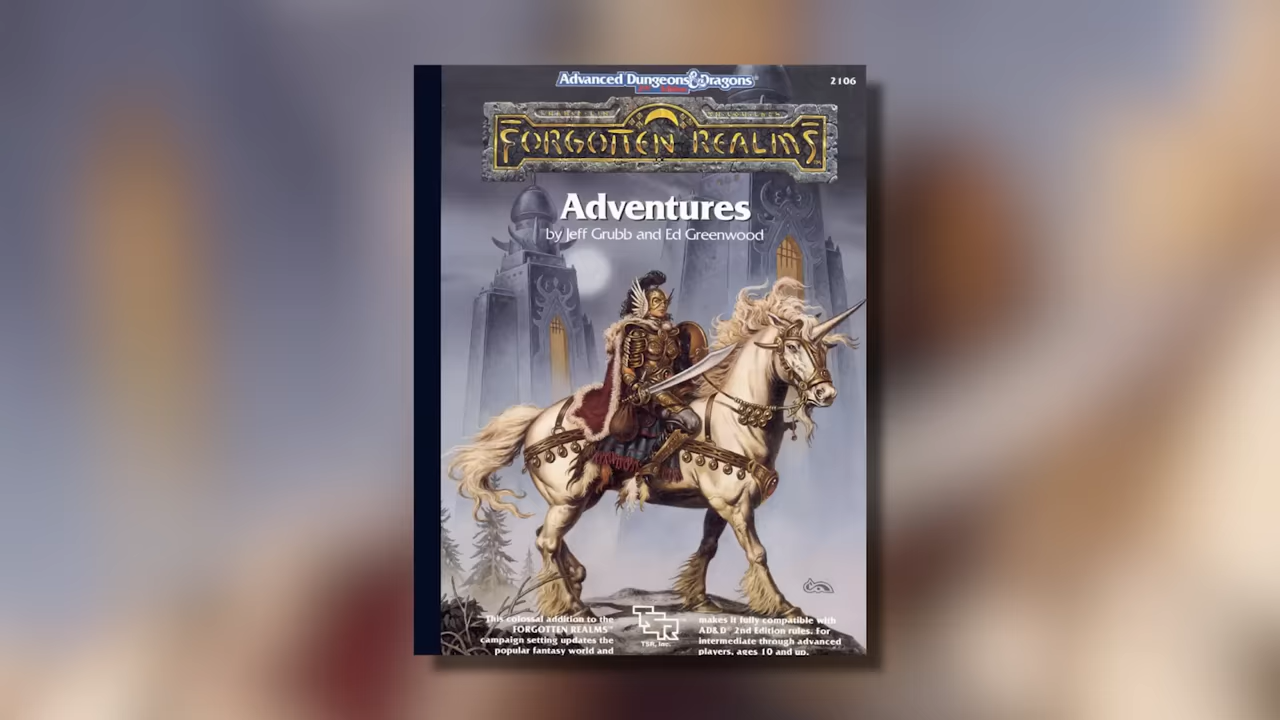 Advanced Dungeons & Dragons®
2106
FORGOTTEN REALMS
Adventures
by Jeff Grubb and Ed Greenwood
This colossal addition to the
FORGOTTEN REALMS™
campaign setting updates the
popular fantasy world and
TSR
TSR, Inc.
makes it fully compatible with
AD&D® 2nd Edition rules. For
intermediate through advanced
players, ages 10 and up.